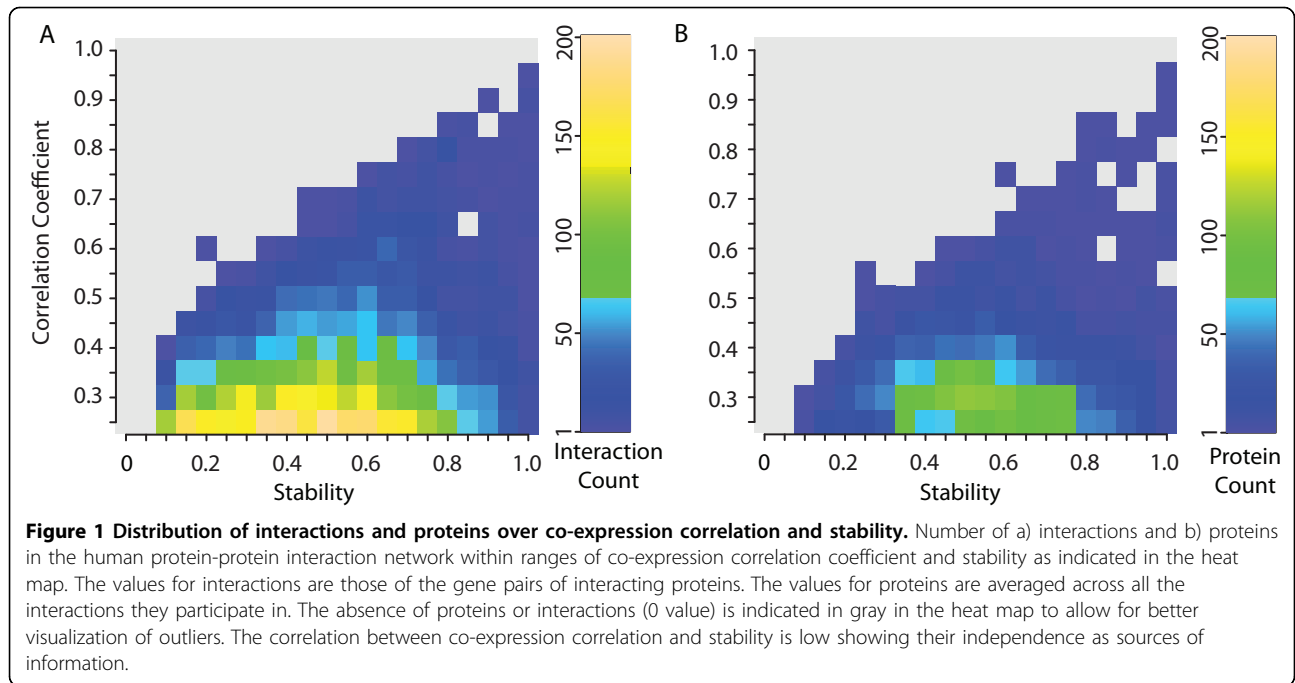 A
B
Correlation Coefficient
1.0
0.9
0.8
0.7
0.6
0.5
0.4
0.3
0 0.2 0.4 0.6 0.8 1.0
Stability
200
150
100
50
1
Interaction
Count
1.0
0.9
0.8
0.7
0.6
0.5
0.4
0.3
0 0.2 0.4 0.6 0.8 1.0
Stability
200
150
100
50
1
Protein
Count
Figure 1 Distribution of interactions and proteins over co-expression correlation and stability. Number of a) interactions and b) proteins
in the human protein-protein interaction network within ranges of co-expression correlation coefficient and stability as indicated in the heat
map. The values for interactions are those of the gene pairs of interacting proteins. The values for proteins are averaged across all the
interactions they participate in. The absence of proteins or interactions (0 value) is indicated in gray in the heat map to allow for better
visualization of outliers. The correlation between co-expression correlation and stability is low showing their independence as sources of
information.